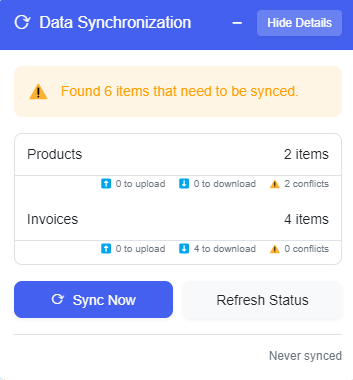 Data Synchronization
Hide Details
Found 6 items that need to be synced.
Products 2 items
0 to upload 0 to download 2 conflicts
Invoices 4 items
0 to upload 4 to download 0 conflicts
Sync Now Refresh Status
Never synced